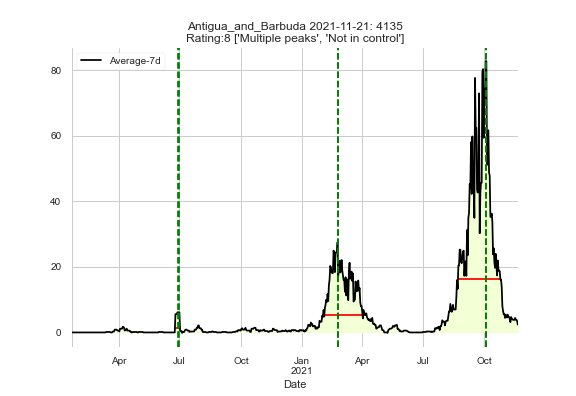 Antigua_and_Barbuda 2021-11-21: 4135
Rating:8 ['Multiple peaks', 'Not in control']
Average-7d
80
60
40
20
0
Apr Jul Oct Jan Apr Jul Oct
2021
Date